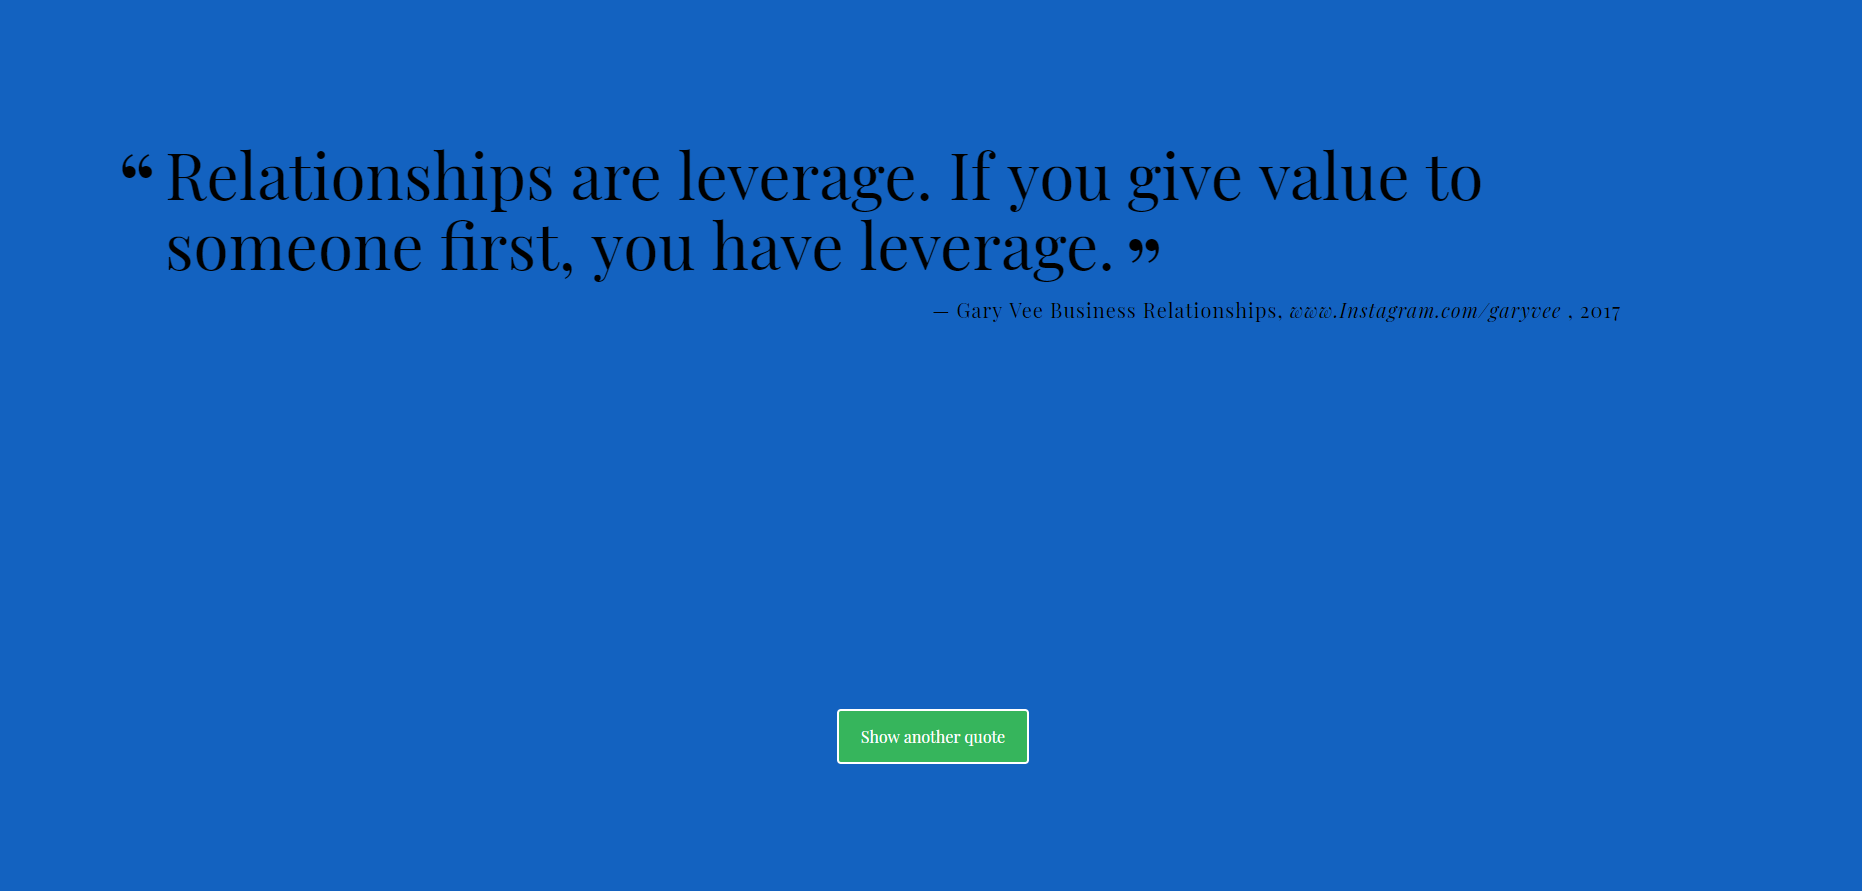 “ Relationships are leverage. If you give value to
someone first, you have leverage. ”
— Gary Vee Business Relationships, www.Instagram.com/garyvee , 2017
Show another quote